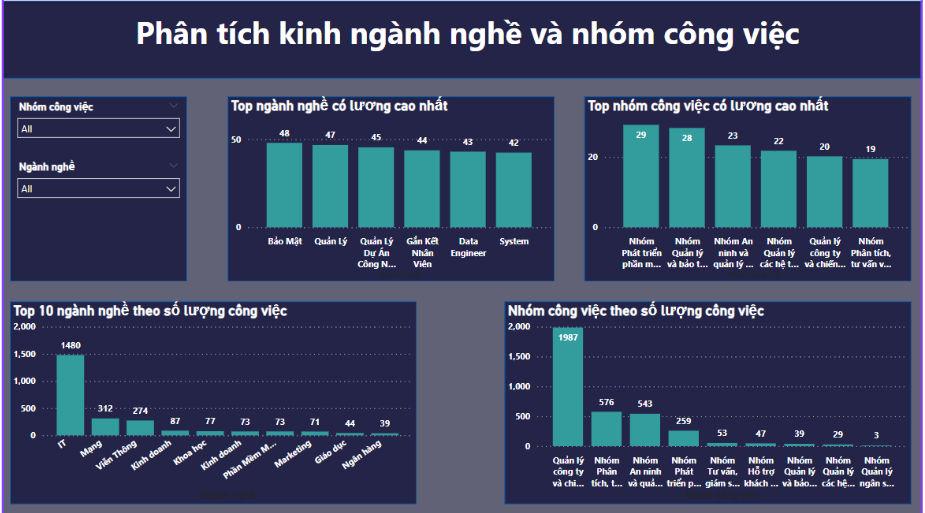 Phân tích kinh ngành nghề và nhóm công việc
Nhóm công việc
All
Ngành nghề
All
Top ngành nghề có lương cao nhất
50
0
48
47
45
44
43
42
Bảo Mật
Quản Lý
Quản Lý
Dự Án
Công N...
Gắn Kết
Nhân
Viên
Data
Engineer
System
Top nhóm công việc có lương cao nhất
20
0
29
28
23
22
20
19
Nhóm
Phát triển
phần m...
Nhóm
Quản lý
và bảo t...
Nhóm An
ninh và
quản lý ...
Nhóm
Quản lý
các hệ t...
Quản lý
công ty
và chiến...
Nhóm
Phân tích,
tư vấn v...
Top 10 ngành nghề theo số lượng công việc
2,000
1,500
1,000
500
0
1480
312
274
87
77
73
73
71
44
39
IT
Mạng
Viễn Thông
Kinh doanh
Khoa học
Kinh doanh
Phần Mềm M...
Marketing
Giáo dục
Ngân hàng
Nhóm công việc theo số lượng công việc
2,000
1,500
1,000
500
0
1987
576
543
259
53
47
39
29
3
Quản lý
công ty
và chi...
Nhóm
Phân
tích, t...
Nhóm
An ninh
và quả...
Nhóm
Phát
triển p...
Nhóm
Tư vấn,
giám s...
Nhóm
Hỗ trợ
khách ...
Nhóm
Quản lý
và bảo...
Nhóm
Quản lý
các hệ...
Nhóm
Quản lý
ngân s...